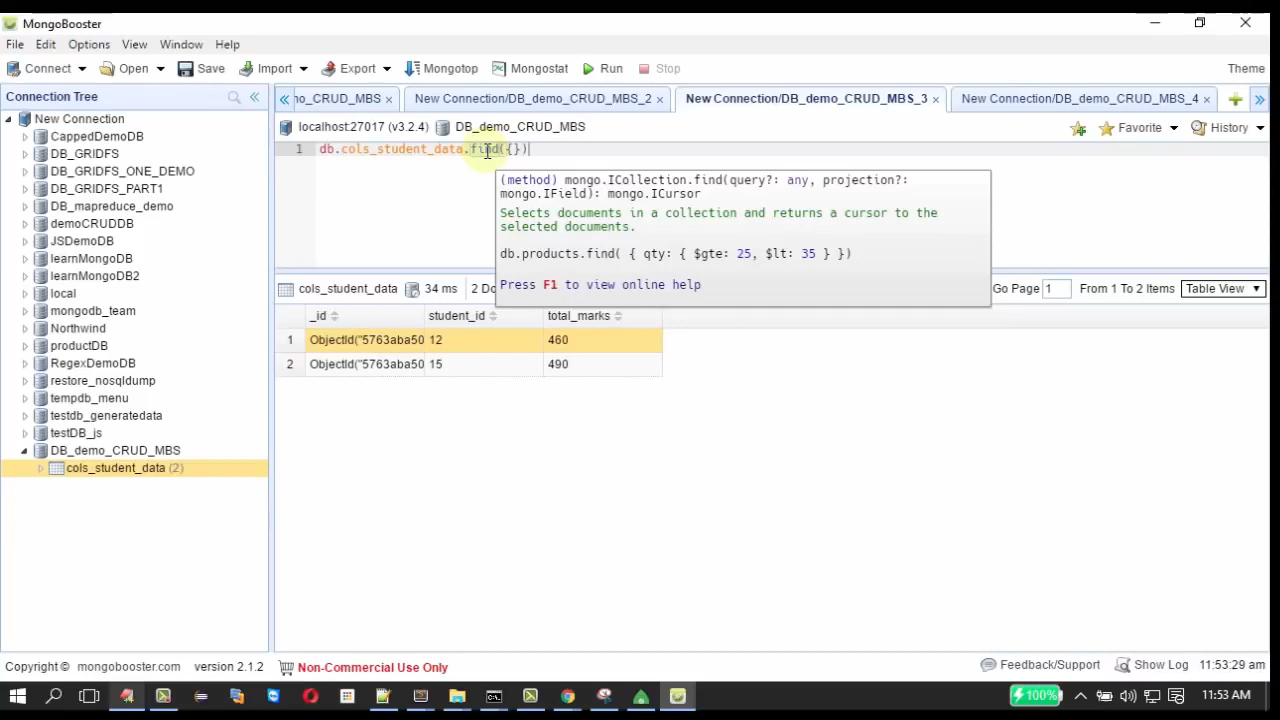 MongoBooster
File Edit Options View Window Help
Connect Open Save Import Export Mongotop Mongostat Run Stop Theme
Connection Tree
New Connection
CappedDemoDB
DB_GRIDFS
DB_GRIDFS_ONE_DEMO
DB_GRIDFS_PART1
DB_mapreduce_demo
demoCRUDDB
JSDemoDB
learnMongoDB
learnMongoDB2
local
mongodb_team
Northwind
productDB
RegexDemoDB
restore_nosqldump
tempdb_menu
testdb_generatedata
testDB_js
DB_demo_CRUD_MBS
cols_student_data (2)
no_CRUD_MBS × New Connection/DB_demo_CRUD_MBS_2 × New Connection/DB_demo_CRUD_MBS_3 × New Connection/DB_demo_CRUD_MBS_4 ×
localhost:27017 (v3.2.4) DB_demo_CRUD_MBS Favorite History
1 db.cols_student_data.find({})
(method) mongo.ICollection.find(query?: any, projection?:
mongo.IField): mongo.ICursor
Selects documents in a collection and returns a cursor to the
selected documents.
db.products.find( { qty: { $gte: 25, $lt: 35 } })
Press F1 to view online help
cols_student_data 34 ms 2 Do Go Page 1 From 1 To 2 Items Table View
_id student_id total_marks
1 ObjectId("5763aba50 12 460
2 ObjectId("5763aba50 15 490
Copyright © mongobooster.com version 2.1.2 Non-Commercial Use Only Feedback/Support Show Log 11:53:29 am
100% 11:53 AM